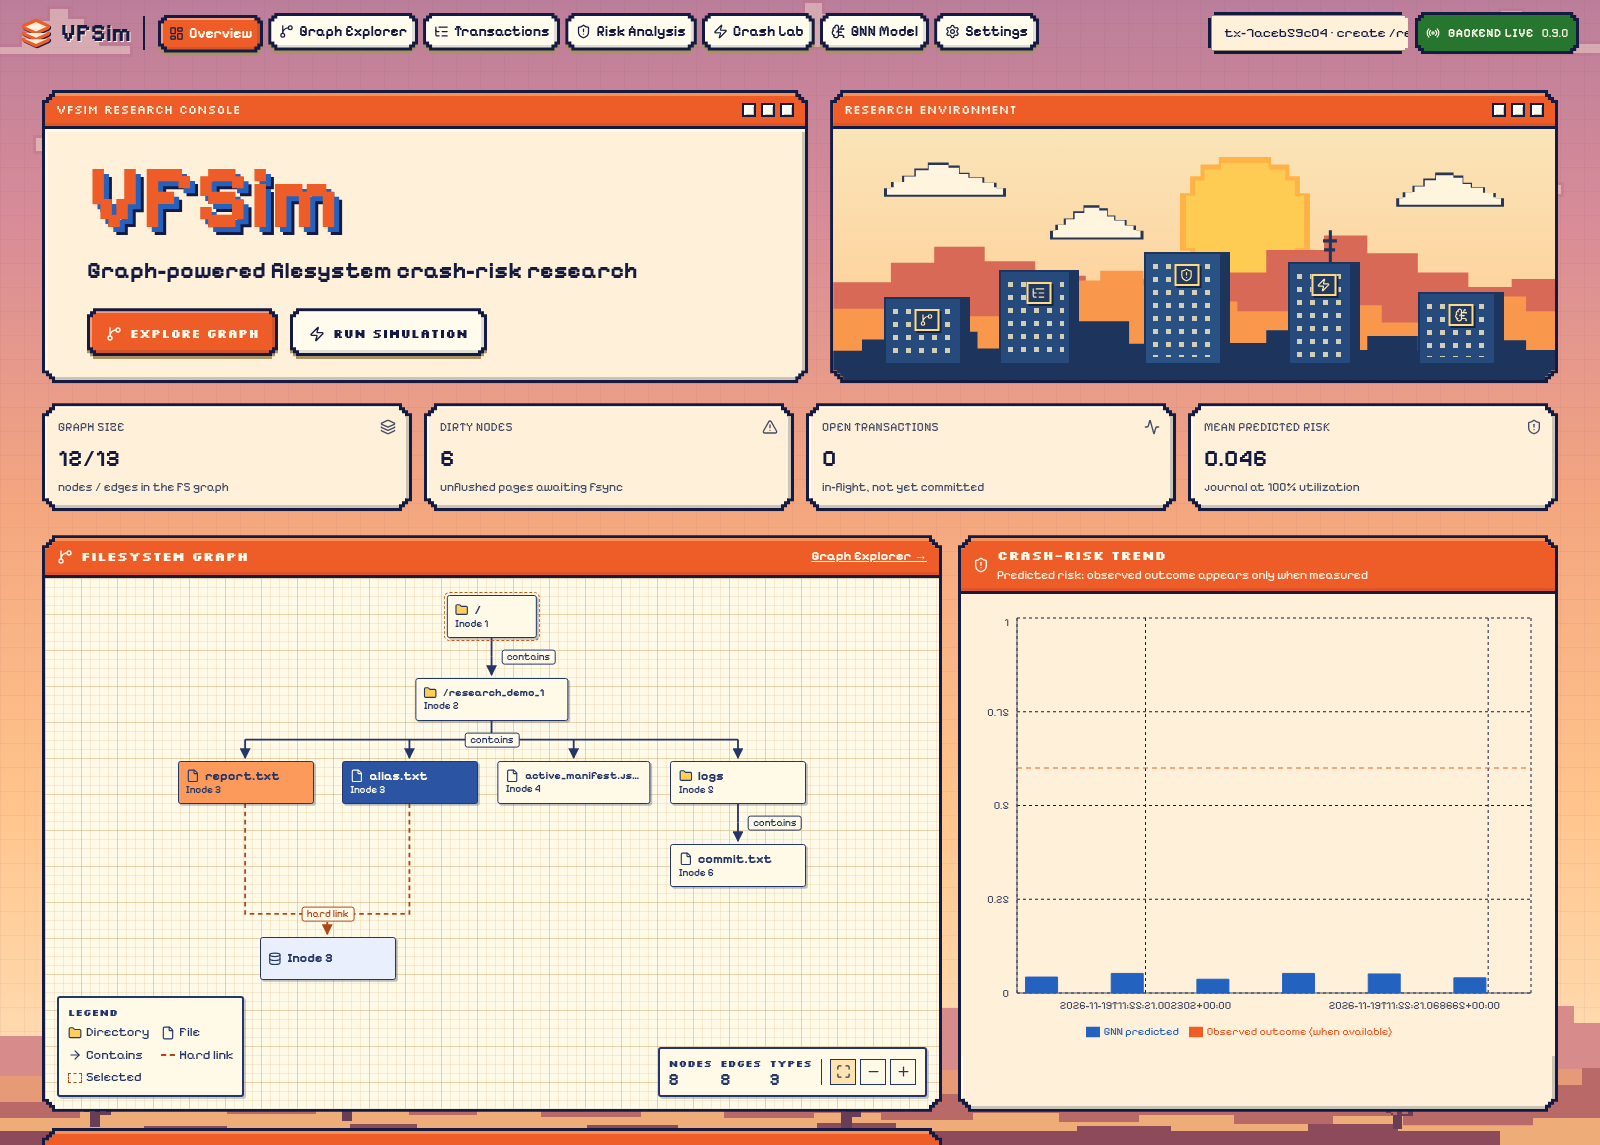 VFSim
Overview
Graph Explorer
Transactions
Risk Analysis
Crash Lab
GNN Model
Settings
tx-7aceb59c04 · create /re
BACKEND LIVE 0.9.0
VFSIM RESEARCH CONSOLE
VFSim
Graph-powered filesystem crash-risk research
EXPLORE GRAPH
RUN SIMULATION
RESEARCH ENVIRONMENT
GRAPH SIZE
12/13
nodes / edges in the FS graph
DIRTY NODES
6
unflushed pages awaiting fsync
OPEN TRANSACTIONS
0
in-flight, not yet committed
MEAN PREDICTED RISK
0.046
Journal at 100% utilization
FILESYSTEM GRAPH
Graph Explorer →
/
Inode 1
contains
/research_demo_1
Inode 2
contains
report.txt
Inode 3
alias.txt
Inode 3
active_manifest.js…
Inode 4
logs
Inode 5
contains
commit.txt
Inode 6
hard link
Inode 3
LEGEND
Directory
File
Contains
Hard link
Selected
NODES EDGES TYPES
8 8 3
CRASH-RISK TREND
Predicted risk; observed outcome appears only when measured
1
0.75
0.5
0.25
0
2026-11-19T11:55:21.002302+00:00
2026-11-19T11:55:21.068665+00:00
GNN predicted
Observed outcome (when available)